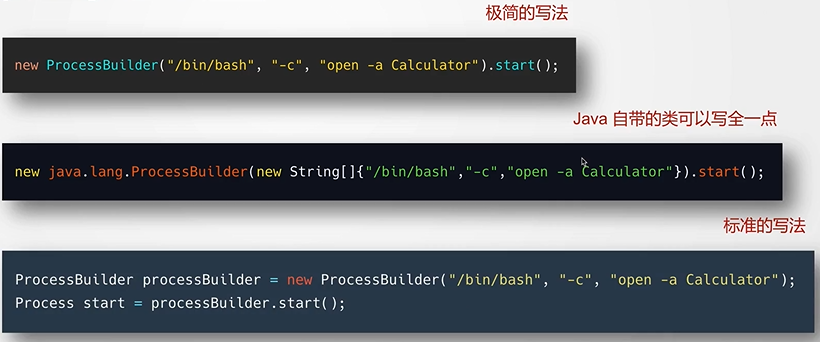 极简的写法
new ProcessBuilder("/bin/bash", "-c", "open -a Calculator").start();
Java 自带的类可以写全一点
new java.lang.ProcessBuilder(new String[]{"/bin/bash","-c","open -a Calculator"}).start();
标准的写法
ProcessBuilder processBuilder = new ProcessBuilder("/bin/bash", "-c", "open -a Calculator");
Process start = processBuilder.start();